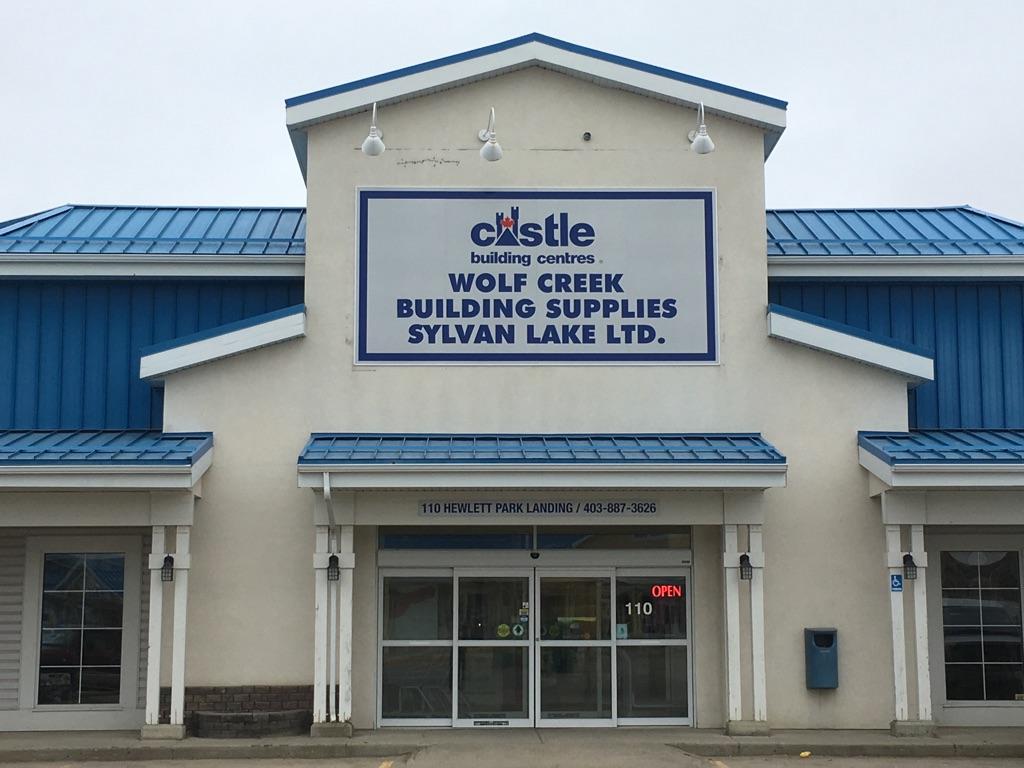 castle
building centres
WOLF CREEK
BUILDING SUPPLIES
SYLVAN LAKE LTD.
110 HEWLETT PARK LANDING / 403-887-3626
OPEN
110